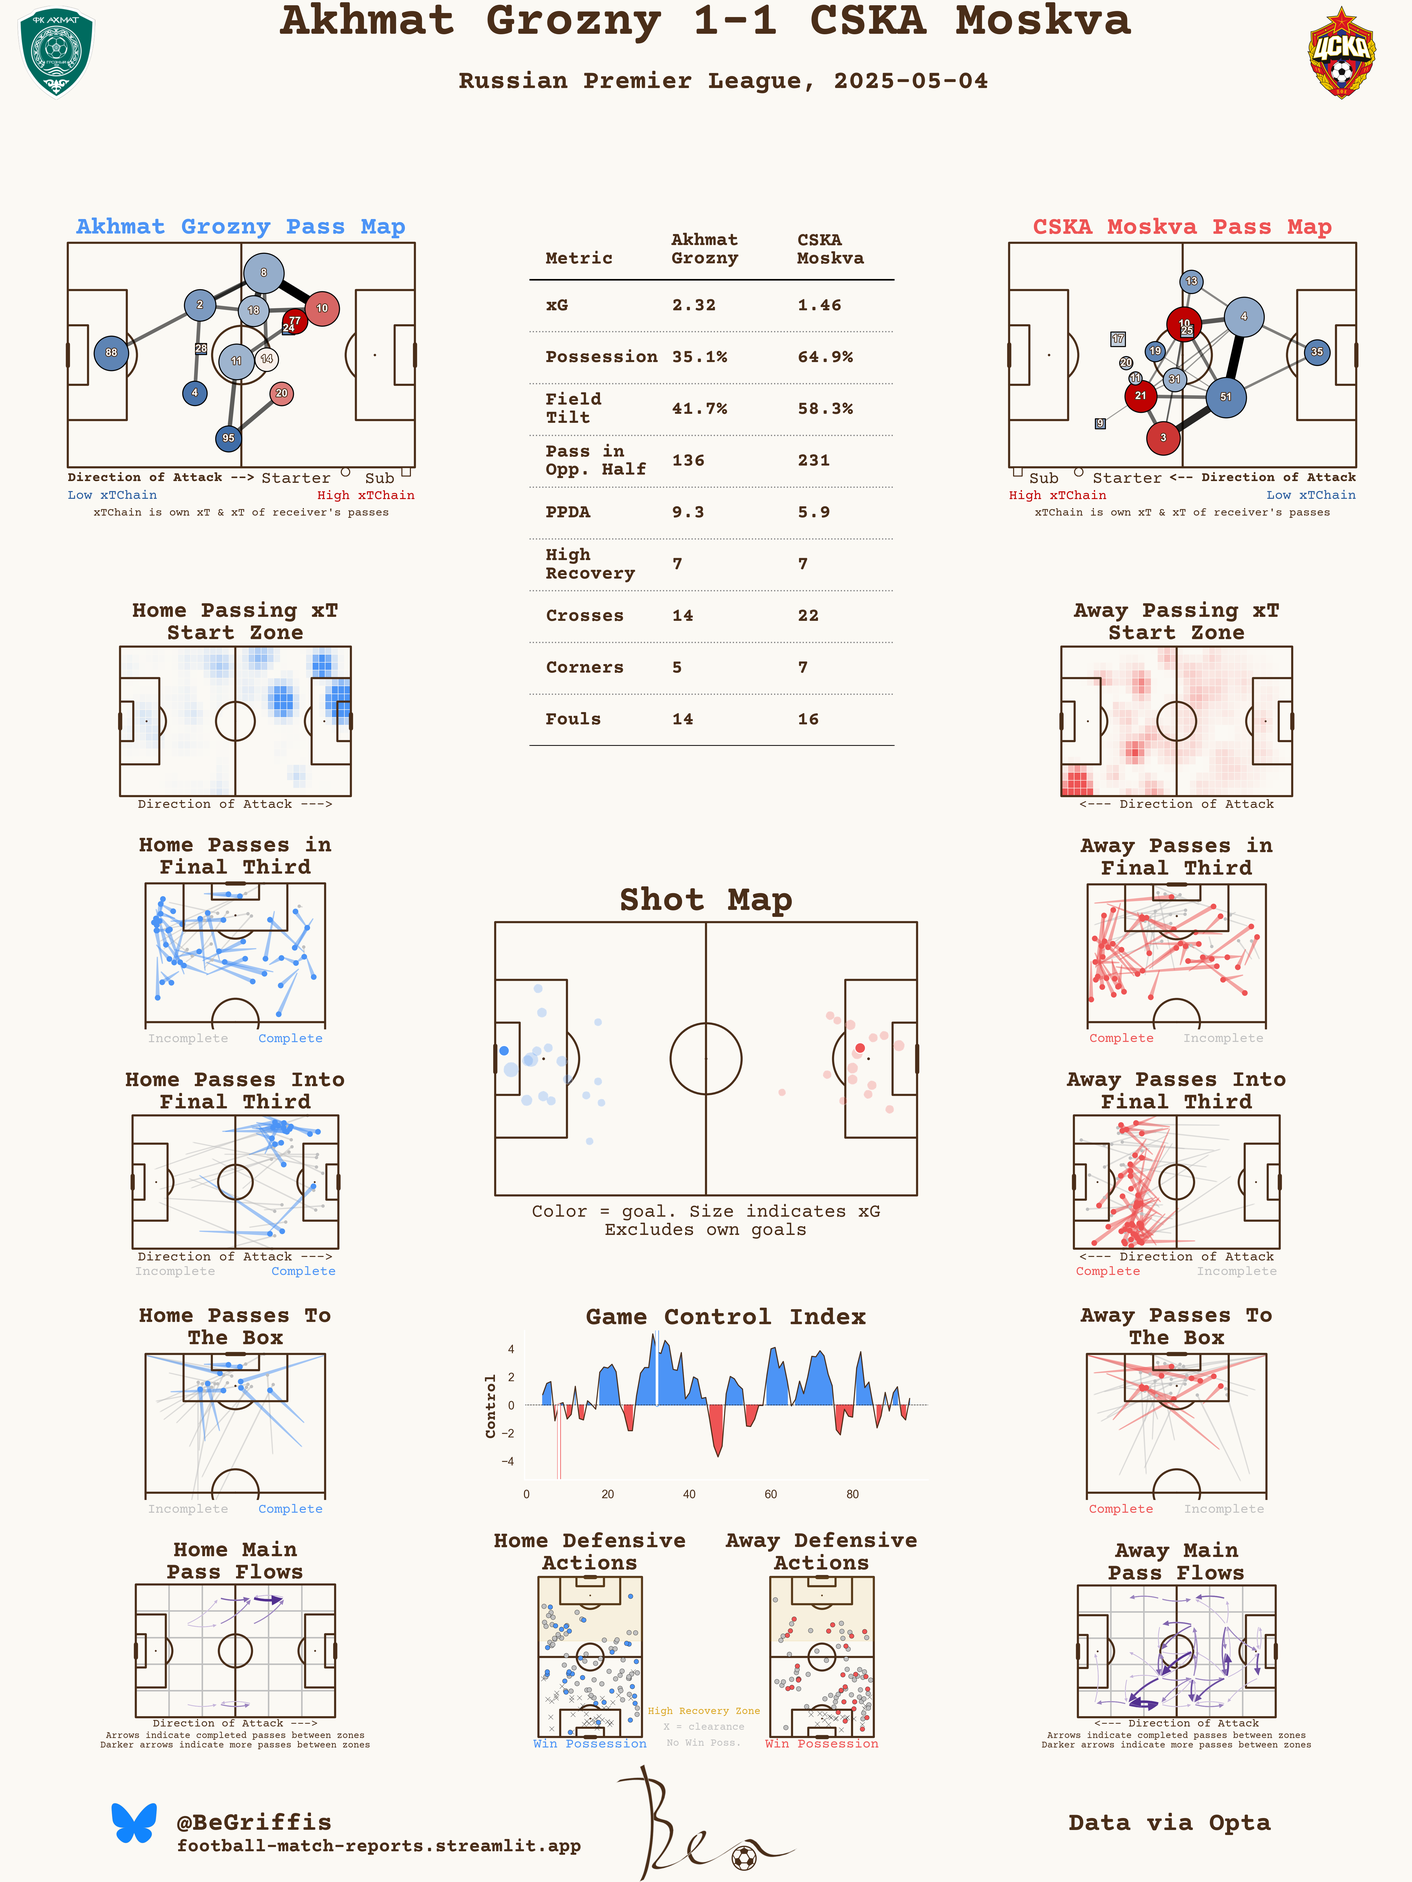 Akhmat Grozny 1-1 CSKA Moskva
Russian Premier League, 2025-05-04
ФК АХМАТ
ЦСКА
Akhmat Grozny Pass Map
8
2
18
10
77
24
88
28
11
14
4
20
95
Direction of Attack --> Starter Sub
Low xTChain High xTChain
xTChain is own xT & xT of receiver's passes
Metric Akhmat Grozny CSKA Moskva
xG 2.32 1.46
Possession 35.1% 64.9%
Field Tilt 41.7% 58.3%
Pass in Opp. Half 136 231
PPDA 9.3 5.9
High Recovery 7 7
Crosses 14 22
Corners 5 7
Fouls 14 16
CSKA Moskva Pass Map
13
4
10
25
17
19
35
20
11
31
21
51
9
3
Sub Starter <-- Direction of Attack
High xTChain Low xTChain
xTChain is own xT & xT of receiver's passes
Home Passing xT
Start Zone
Direction of Attack --->
Away Passing xT
Start Zone
<--- Direction of Attack
Home Passes in
Final Third
Incomplete Complete
Away Passes in
Final Third
Complete Incomplete
Shot Map
Color = goal. Size indicates xG
Excludes own goals
Home Passes Into
Final Third
Direction of Attack --->
Incomplete Complete
Away Passes Into
Final Third
<--- Direction of Attack
Complete Incomplete
Home Passes To
The Box
Incomplete Complete
Game Control Index
Control
4
2
0
−2
−4
0 20 40 60 80
Away Passes To
The Box
Complete Incomplete
Home Main
Pass Flows
Direction of Attack --->
Arrows indicate completed passes between zones
Darker arrows indicate more passes between zones
Home Defensive
Actions
Win Possession
Away Defensive
Actions
Win Possession
High Recovery Zone
X = clearance
No Win Poss.
Away Main
Pass Flows
<--- Direction of Attack
Arrows indicate completed passes between zones
Darker arrows indicate more passes between zones
@BeGriffis
football-match-reports.streamlit.app
Ben
Data via Opta